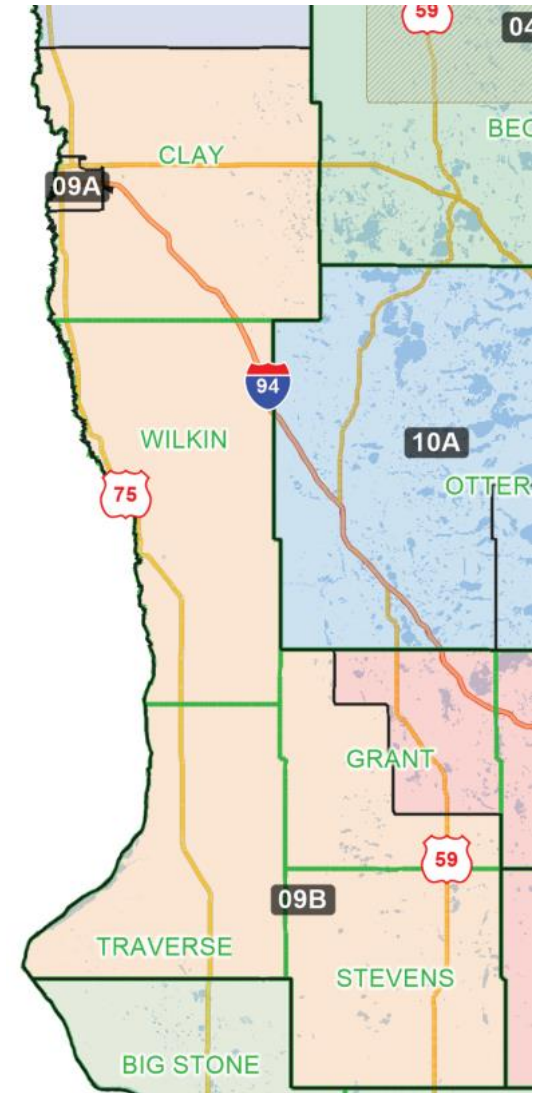 59
04
BEC
CLAY
09A
94
WILKIN
10A
75
OTTER
GRANT
59
09B
TRAVERSE
STEVENS
BIG STONE